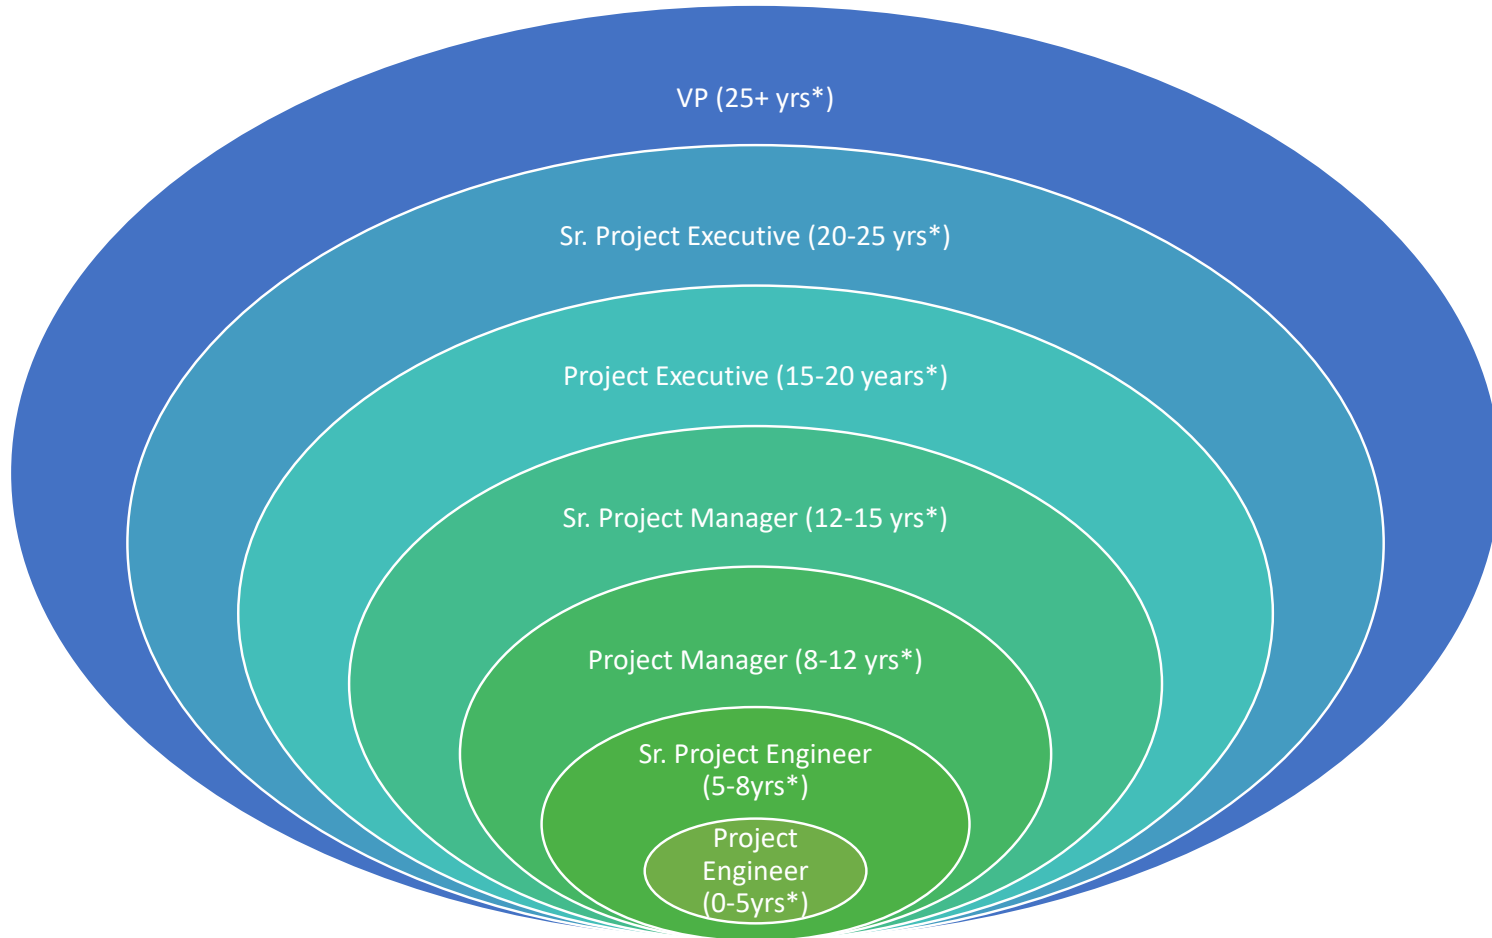 VP (25+ yrs*)
Sr. Project Executive (20-25 yrs*)
Project Executive (15-20 years*)
Sr. Project Manager (12-15 yrs*)
Project Manager (8-12 yrs*)
Sr. Project Engineer
(5-8yrs*)
Project
Engineer
(0-5yrs*)